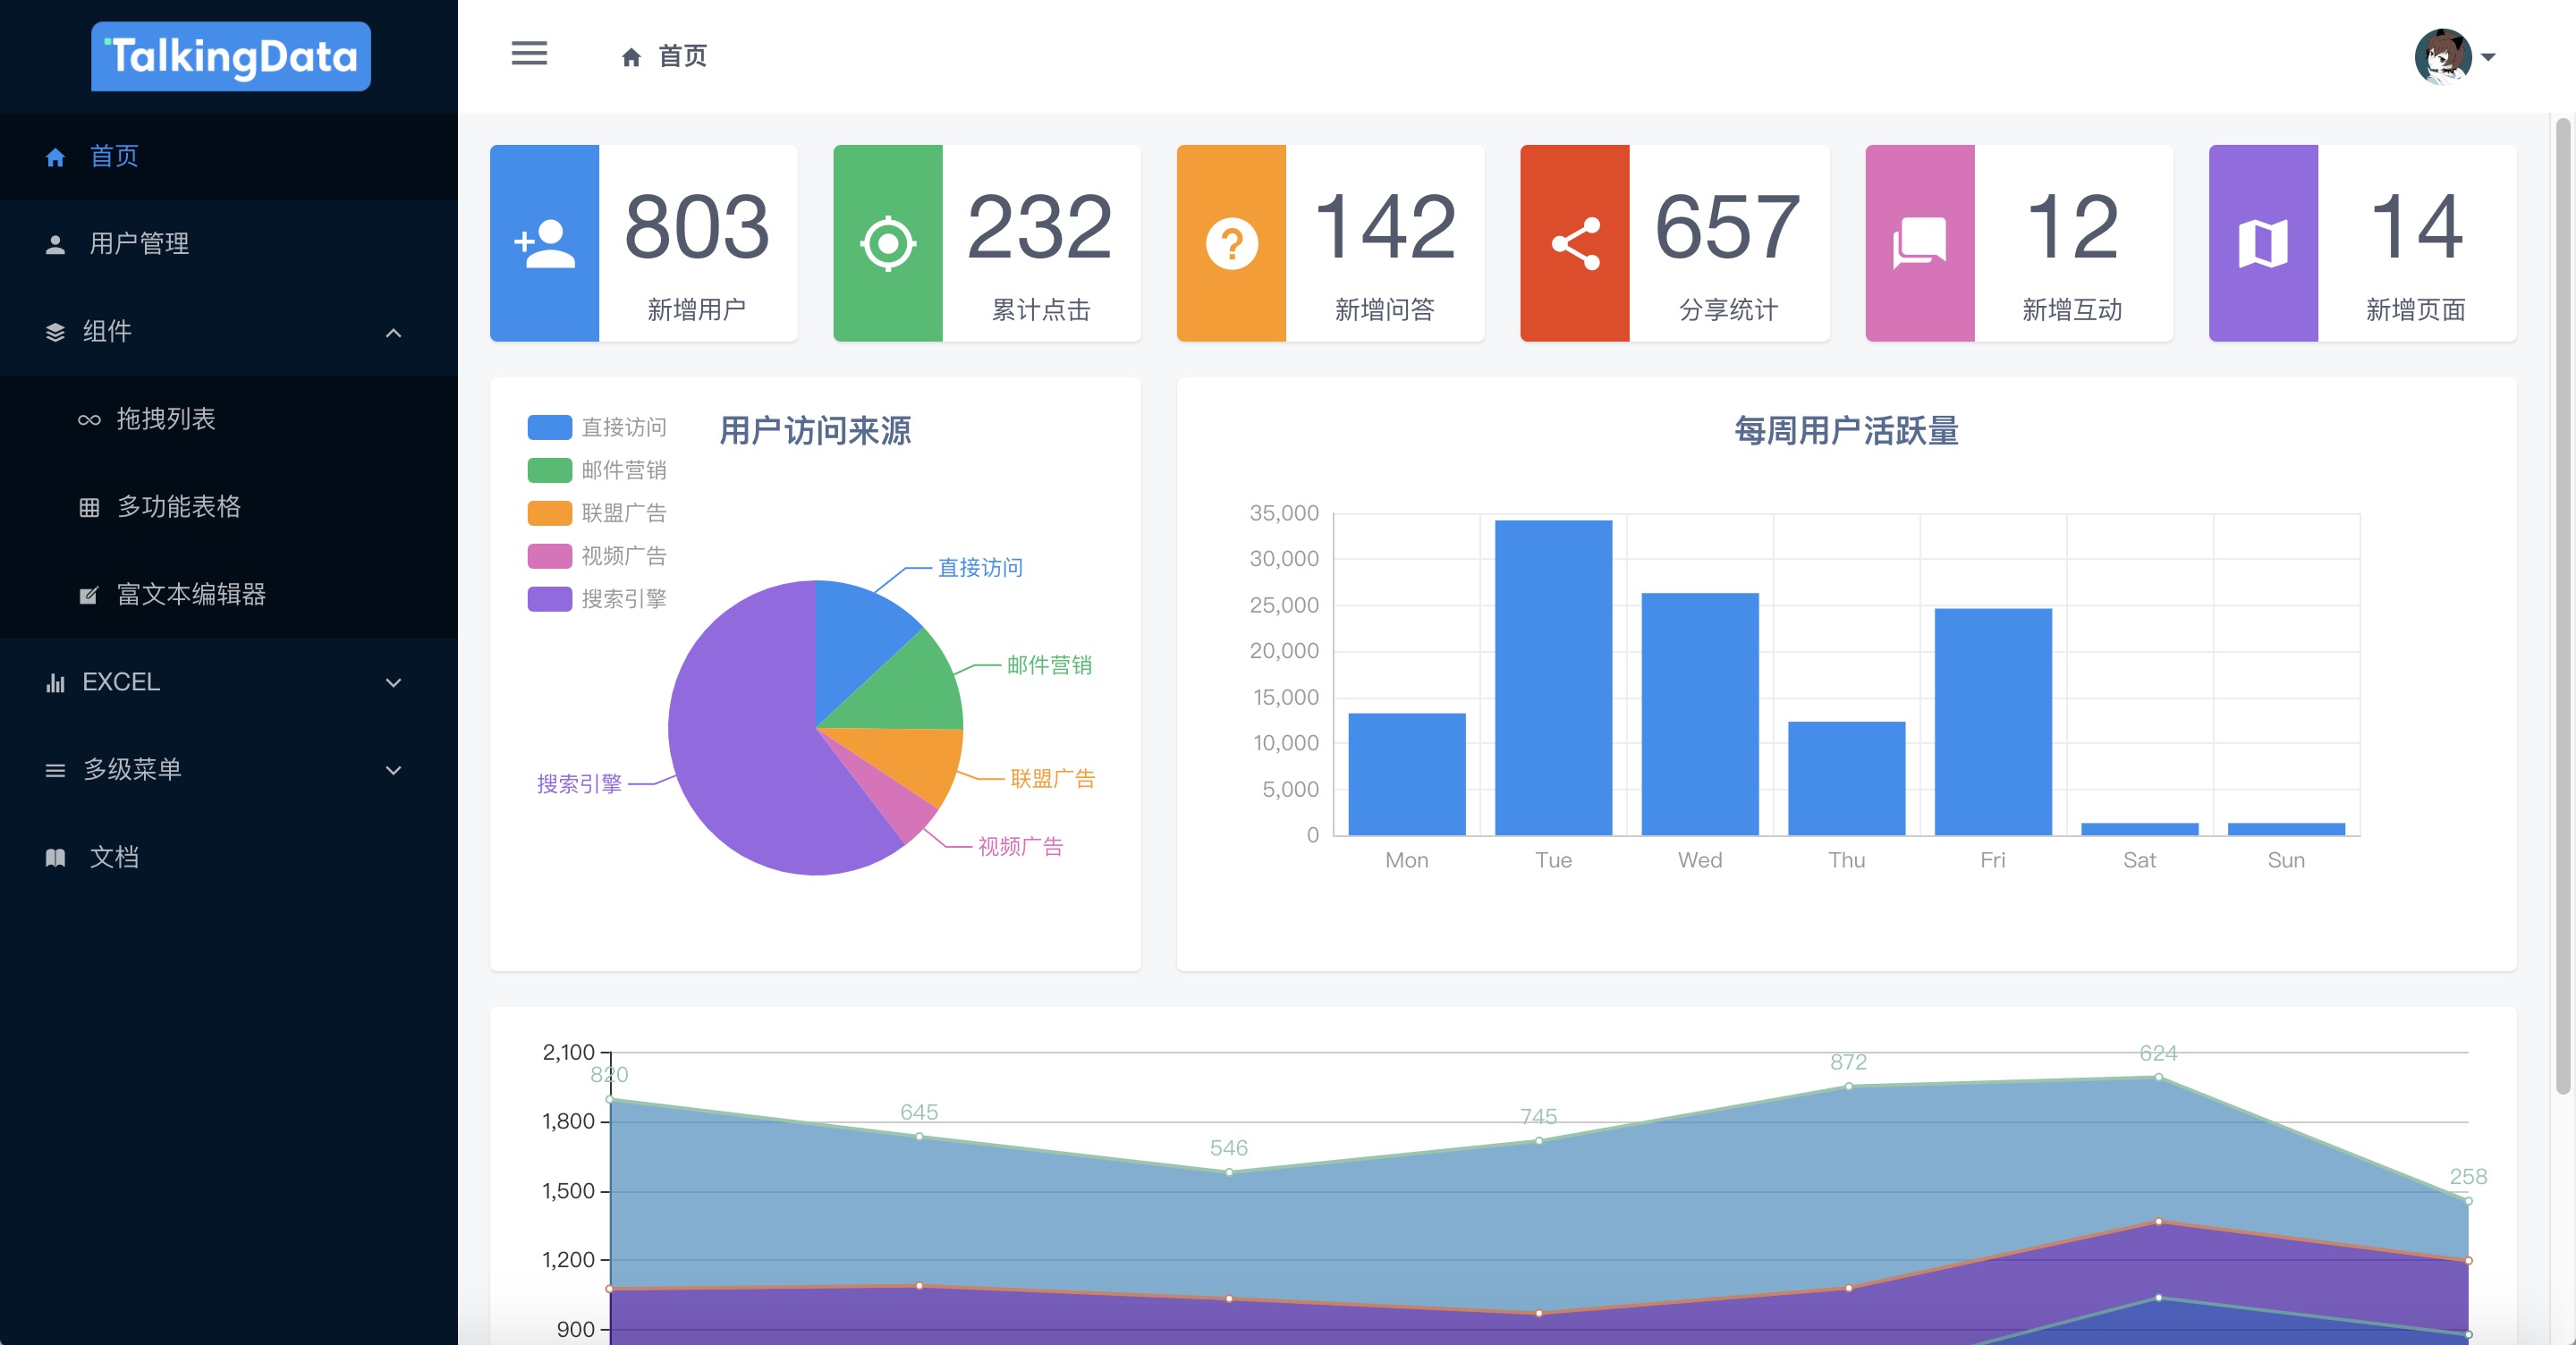 TalkingData
首页
首页
用户管理
组件
拖拽列表
多功能表格
富文本编辑器
EXCEL
多级菜单
文档
803
新增用户
232
累计点击
142
新增问答
657
分享统计
12
新增互动
14
新增页面
用户访问来源
直接访问
邮件营销
联盟广告
视频广告
搜索引擎
直接访问
邮件营销
联盟广告
视频广告
搜索引擎
每周用户活跃量
35,000
30,000
25,000
20,000
15,000
10,000
5,000
0
Mon Tue Wed Thu Fri Sat Sun
2,100
1,800
1,500
1,200
900
820 645 546 745 872 624 258